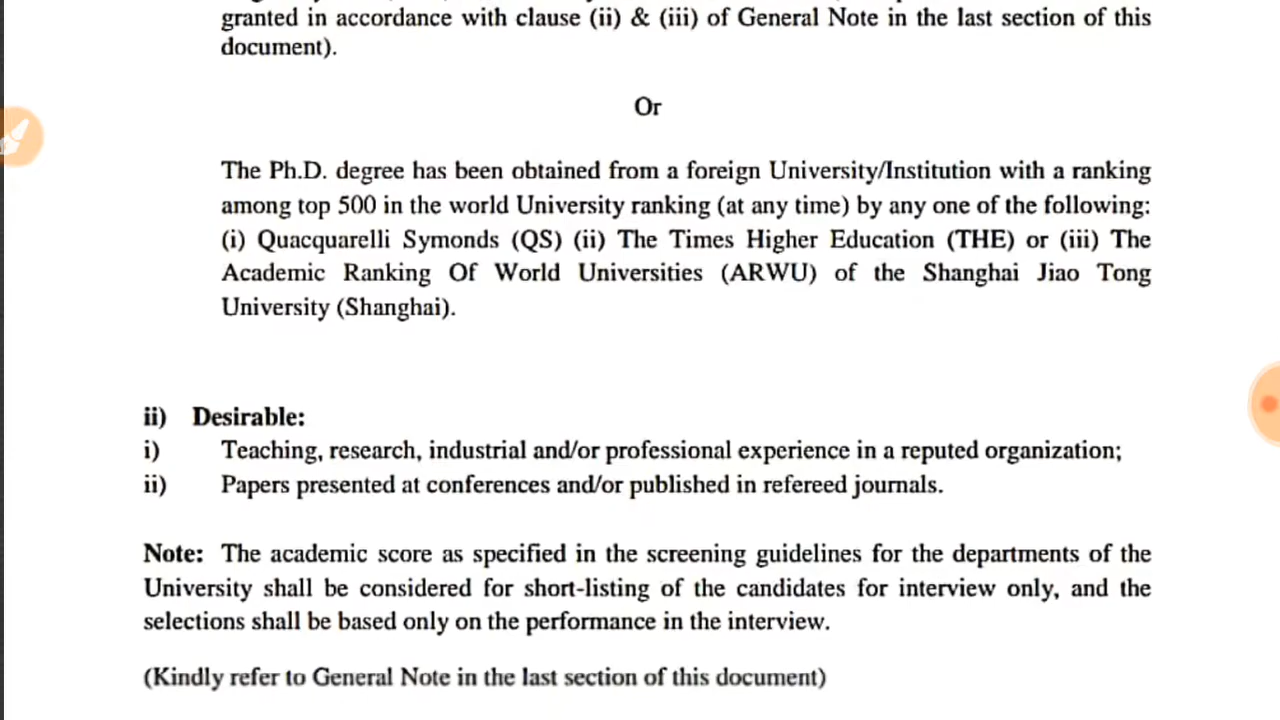 granted in accordance with clause (ii) & (iii) of General Note in the last section of this
document).
Or
The Ph.D. degree has been obtained from a foreign University/Institution with a ranking
among top 500 in the world University ranking (at any time) by any one of the following:
(i) Quacquarelli Symonds (QS) (ii) The Times Higher Education (THE) or (iii) The
Academic Ranking Of World Universities (ARWU) of the Shanghai Jiao Tong
University (Shanghai).
ii) Desirable:
i) Teaching, research, industrial and/or professional experience in a reputed organization;
ii) Papers presented at conferences and/or published in refereed journals.
Note: The academic score as specified in the screening guidelines for the departments of the
University shall be considered for short-listing of the candidates for interview only, and the
selections shall be based only on the performance in the interview.
(Kindly refer to General Note in the last section of this document)